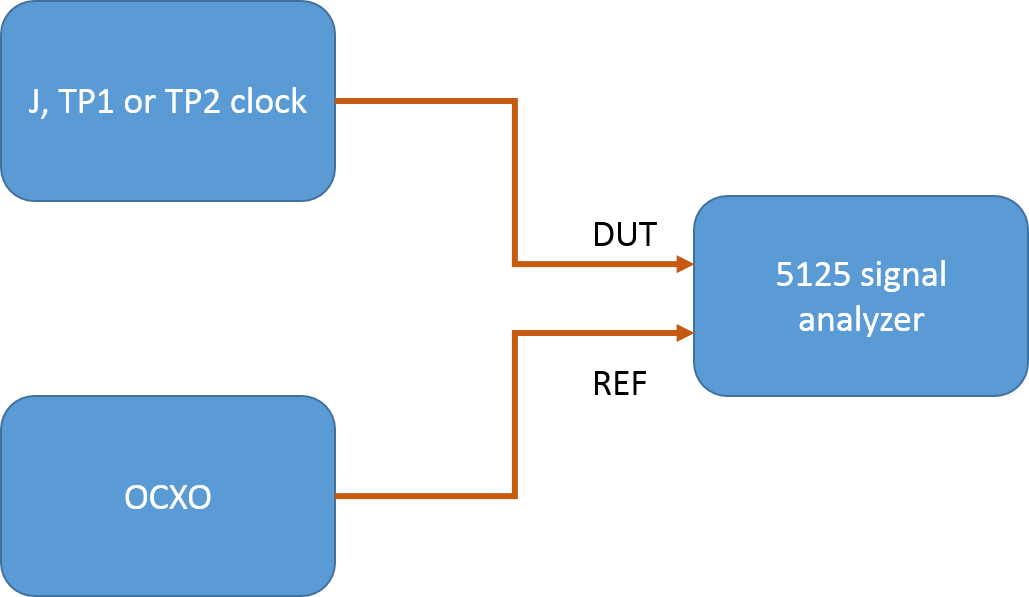 J, TP1 or TP2 clock
DUT
5125 signal
analyzer
REF
OCXO